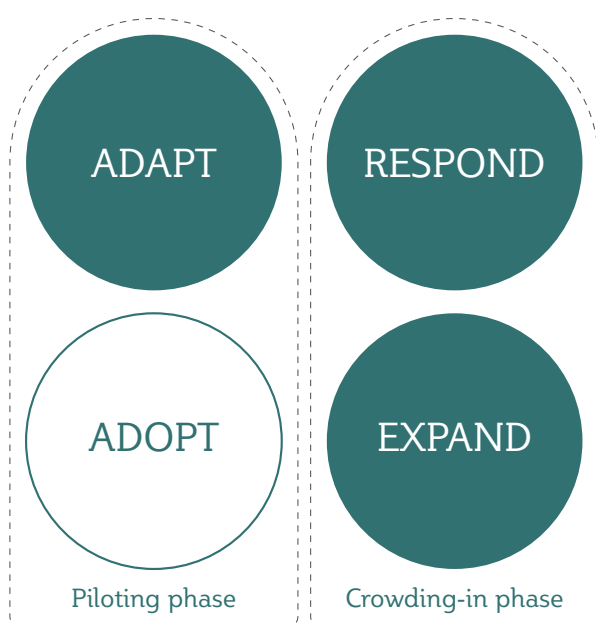 ADAPT
RESPOND
ADOPT
EXPAND
Piloting phase
Crowding-in phase